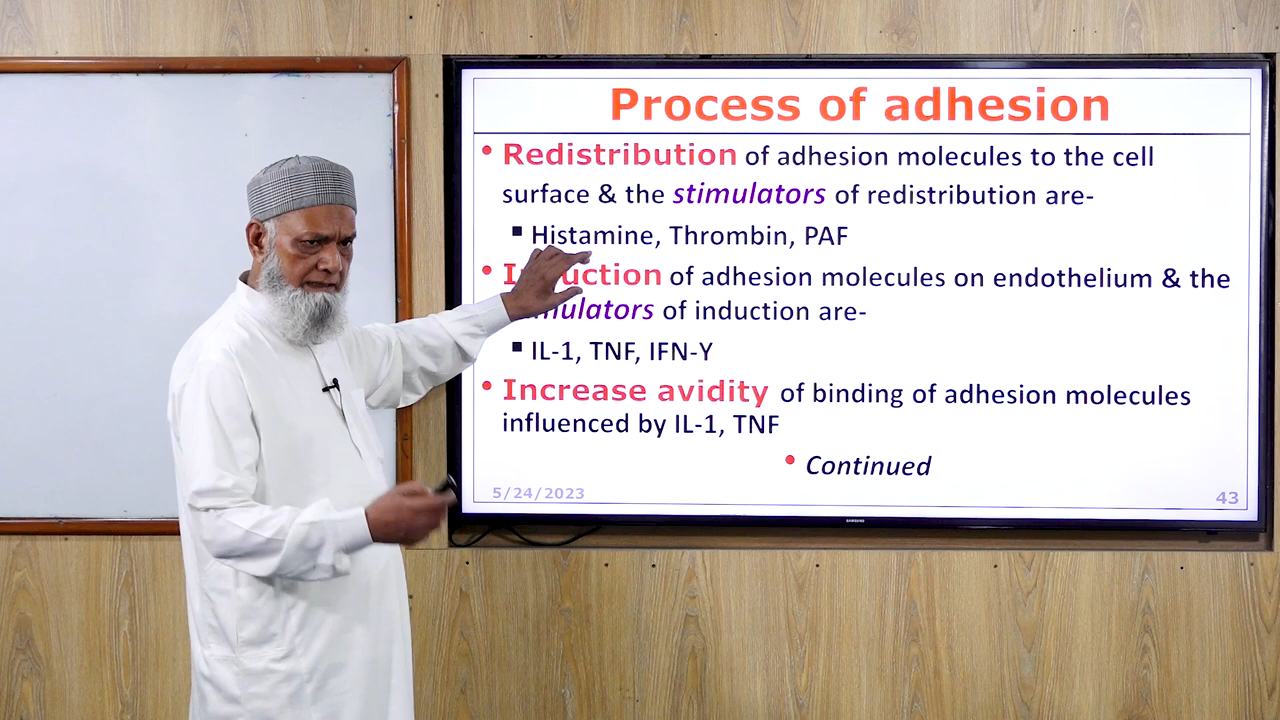 Process of adhesion
• Redistribution of adhesion molecules to the cell
surface & the stimulators of redistribution are-
▪ Histamine, Thrombin, PAF
• of adhesion molecules on endothelium & the
of induction are-
▪ IL-1, TNF, IFN-Y
• Increase avidity of binding of adhesion molecules
influenced by IL-1, TNF
• Continued
5/24/2023
43
SAMSUNG